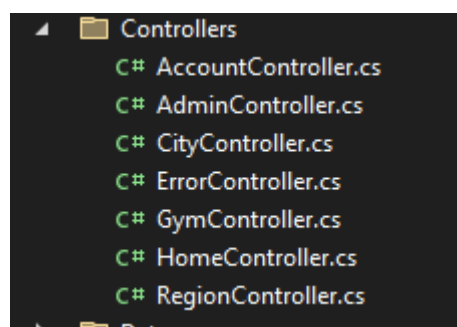 Controllers
C# AccountController.cs
C# AdminController.cs
C# CityController.cs
C# ErrorController.cs
C# GymController.cs
C# HomeController.cs
C# RegionController.cs